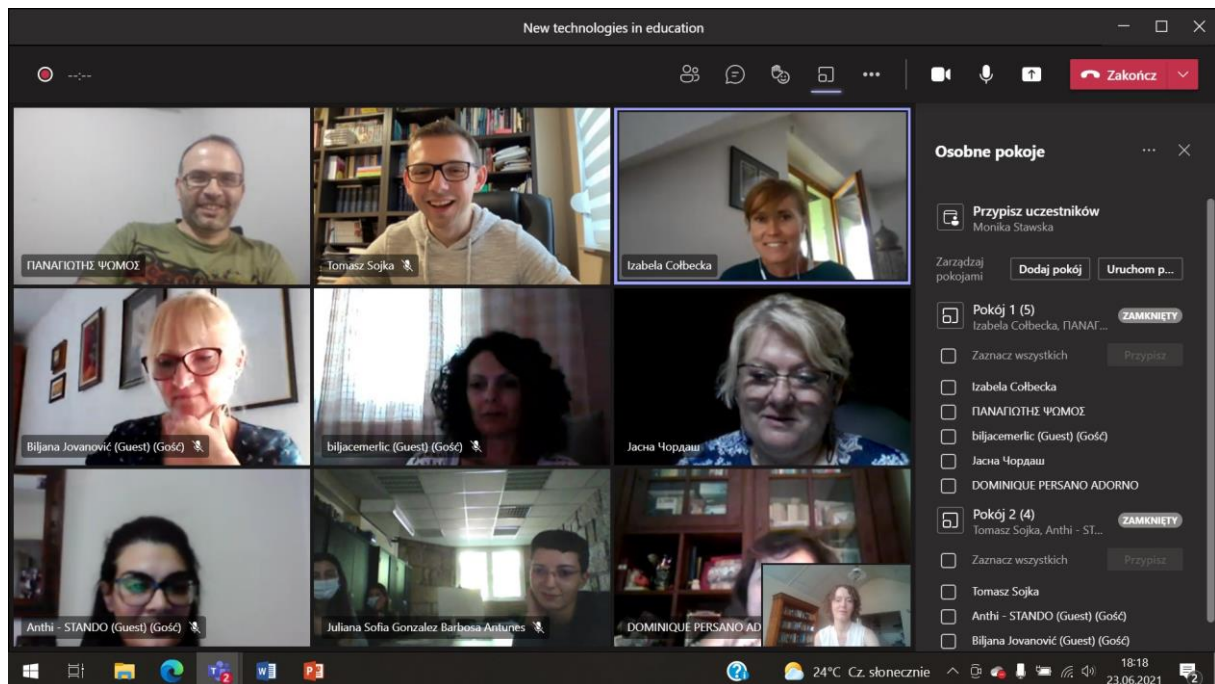 New technologies in education
--:--
Zakończ
ΠΑΝΑΓΙΩΤΗΣ ΨΩΜΟΣ
Tomasz Sojka
Izabela Cołbecka
Biljana Jovanović (Guest) (Gość)
biljacemerlic (Guest) (Gość)
Јасна Чордаш
Anthi - STANDO (Guest) (Gość)
Juliana Sofia Gonzalez Barbosa Antunes
DOMINIQUE PERSANO AD
Osobne pokoje
Przypisz uczestników
Monika Stawska
Zarządzaj
pokojami
Dodaj pokój
Uruchom p...
Pokój 1 (5)
ZAMKNIĘTY
Izabela Cołbecka, ΠΑΝΑΓ...
Zaznacz wszystkich
Przypisz
Izabela Cołbecka
ΠΑΝΑΓΙΩΤΗΣ ΨΩΜΟΣ
biljacemerlic (Guest) (Gość)
Јасна Чордаш
DOMINIQUE PERSANO ADORNO
Pokój 2 (4)
ZAMKNIĘTY
Tomasz Sojka, Anthi - ST...
Zaznacz wszystkich
Przypisz
Tomasz Sojka
Anthi - STANDO (Guest) (Gość)
Biljana Jovanović (Guest) (Gość)
24°C Cz. słonecznie
18:18
23.06.2021